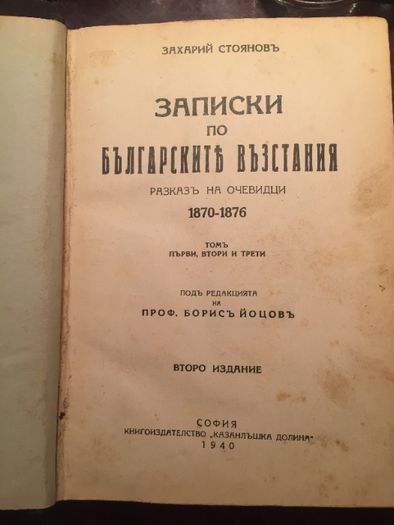 ЗАХАРИЙ СТОЯНОВЪ
ЗАПИСКИ
ПО
БЪЛГАРСКИТѢ ВЪЗСТАНИЯ
РАЗКАЗЪ НА ОЧЕВИДЦИ
1870-1876
ТОМЪ
ПЪРВИ, ВТОРИ И ТРЕТИ
ПОДЪ РЕДАКЦИЯТА
НА
ПРОФ. БОРИСЪ ЙОЦОВЪ
ВТОРО ИЗДАНИЕ
СОФИЯ
КНИГОИЗДАТЕЛСТВО „КАЗАНЛЪШКА ДОЛИНА“
1940